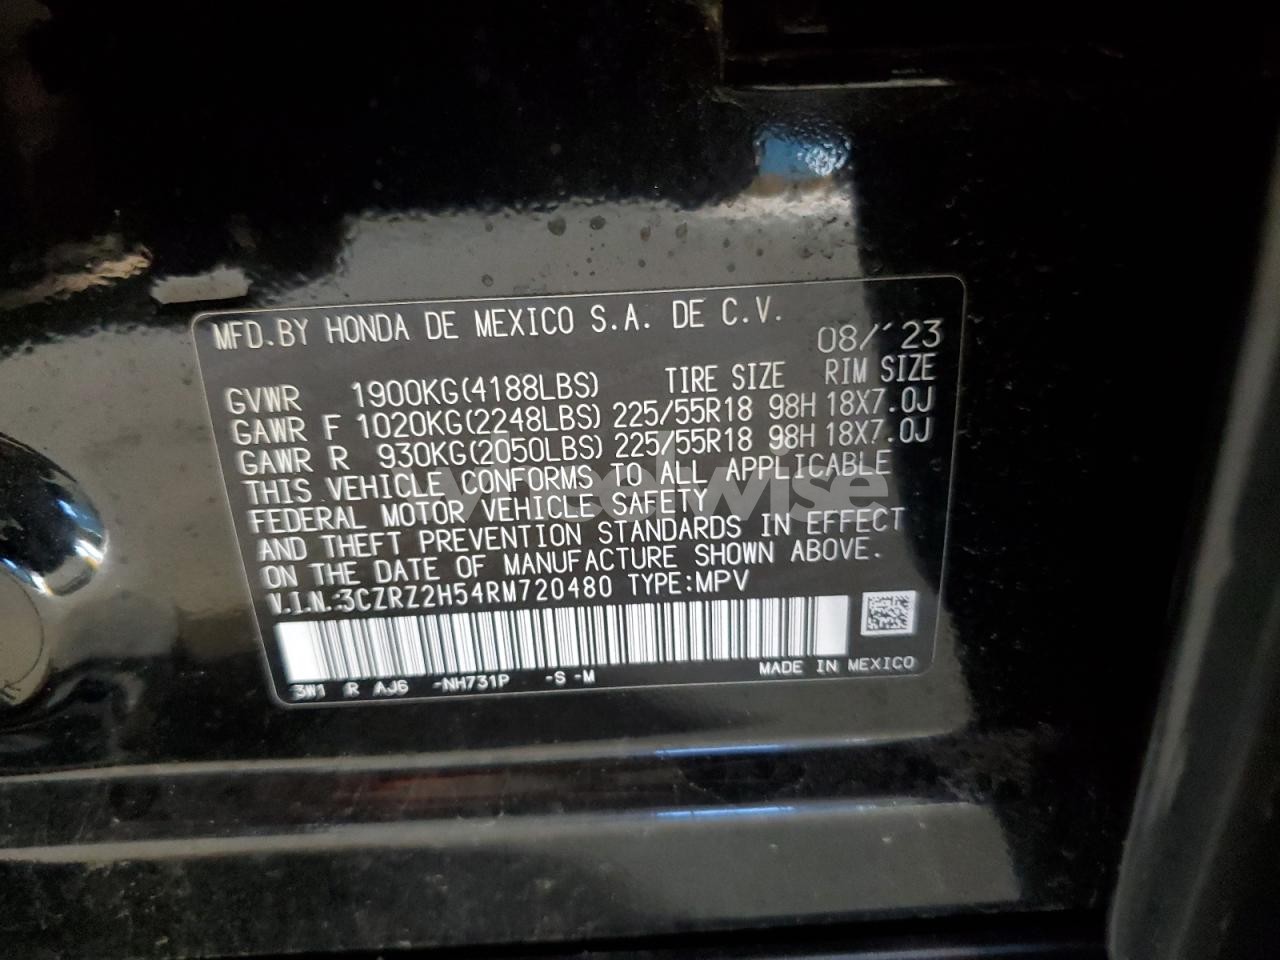 MFD.BY HONDA DE MEXICO S.A. DE C.V.
08/'23
GVWR 1900KG(4188LBS) TIRE SIZE RIM SIZE
GAWR F 1020KG(2248LBS) 225/55R18 98H 18X7.0J
GAWR R 930KG(2050LBS) 225/55R18 98H 18X7.0J
THIS VEHICLE CONFORMS TO ALL APPLICABLE
FEDERAL MOTOR VEHICLE SAFETY
AND THEFT PREVENTION STANDARDS IN EFFECT
ON THE DATE OF MANUFACTURE SHOWN ABOVE.
V.I.N.3CZRZ2H54RM720480 TYPE:MPV
3W1 R AJ6 -NH731P -S -M MADE IN MEXICO
wheelwise